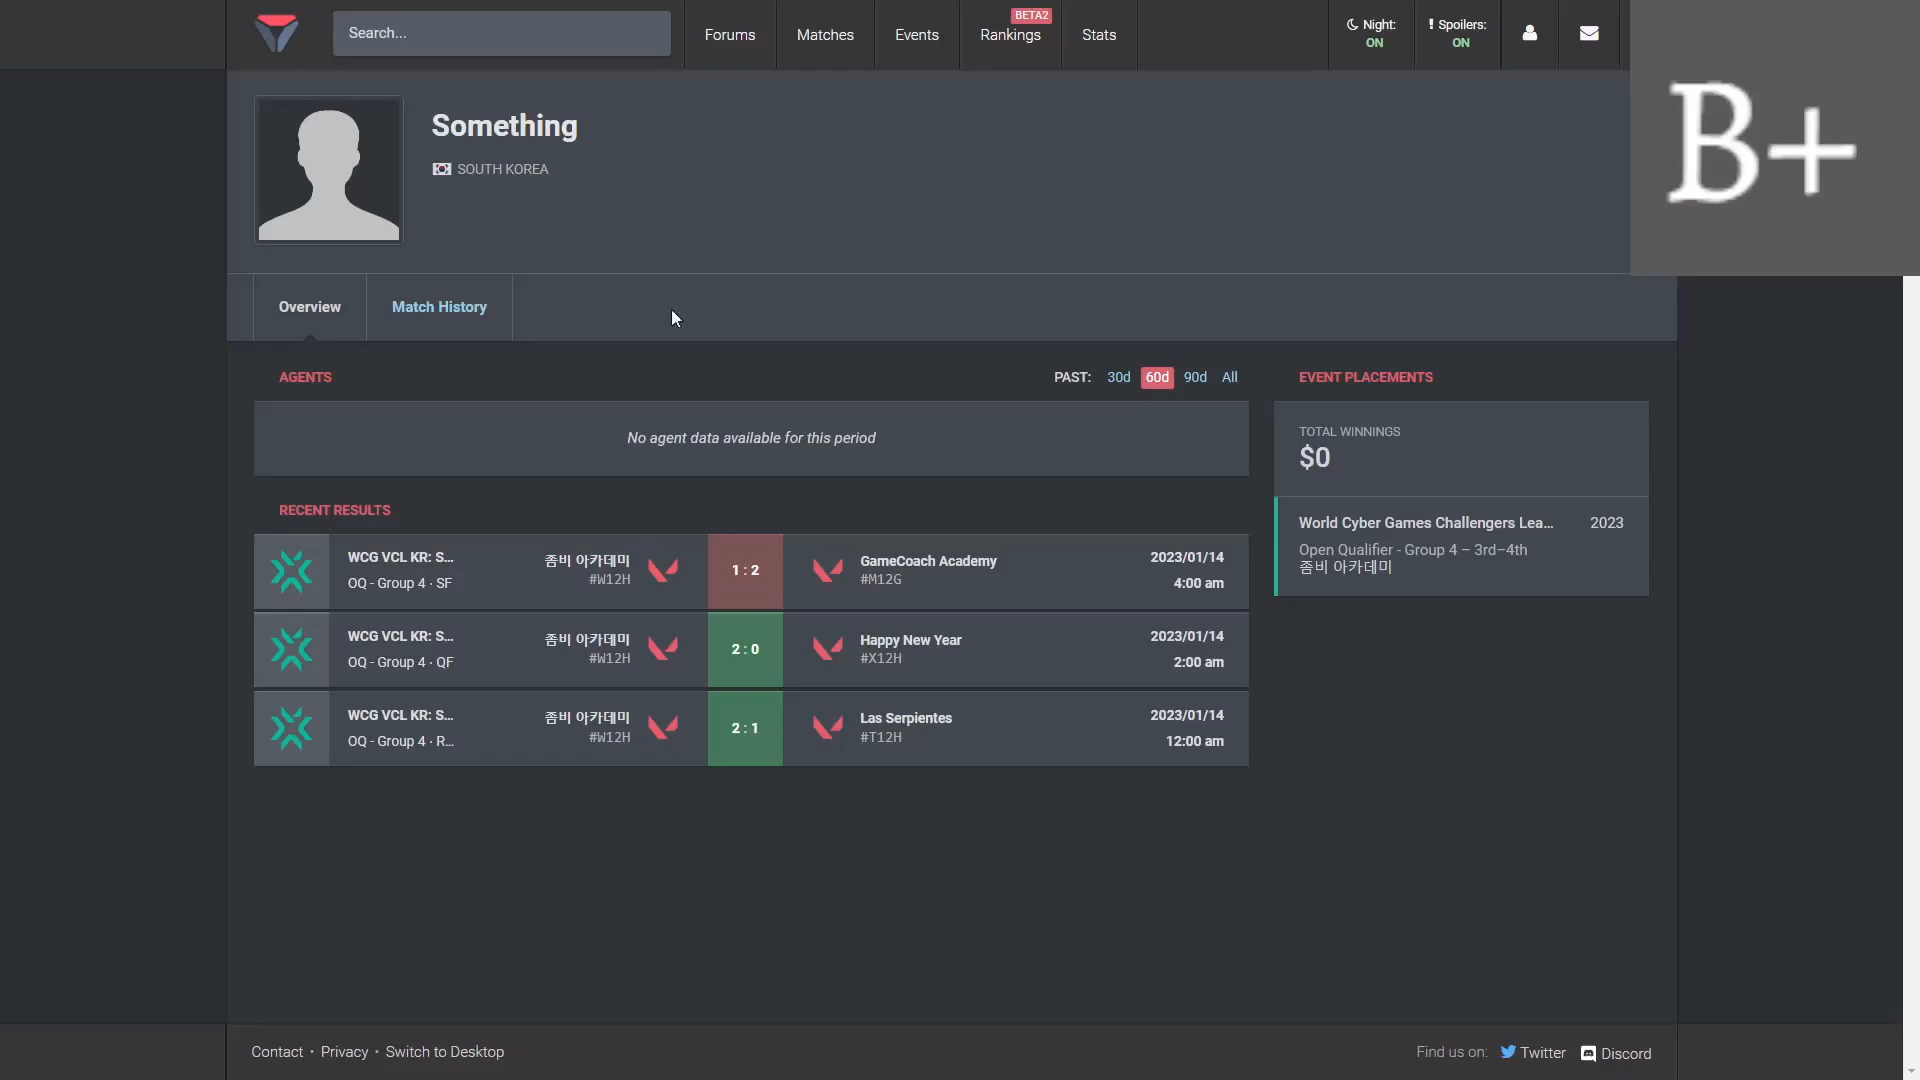 Search...
Forums
Matches
Events
BETA2
Rankings
Stats
Night:
ON
Spoilers:
ON
B+
Something
SOUTH KOREA
Overview
Match History
AGENTS
PAST: 30d 60d 90d All
No agent data available for this period
RECENT RESULTS
WCG VCL KR: S...
OQ - Group 4 · SF
좀비 아카데미
#W12H
1 : 2
GameCoach Academy
#M12G
2023/01/14
4:00 am
WCG VCL KR: S...
OQ - Group 4 · QF
좀비 아카데미
#W12H
2 : 0
Happy New Year
#X12H
2023/01/14
2:00 am
WCG VCL KR: S...
OQ - Group 4 · R...
좀비 아카데미
#W12H
2 : 1
Las Serpientes
#T12H
2023/01/14
12:00 am
EVENT PLACEMENTS
TOTAL WINNINGS
$0
World Cyber Games Challengers Lea... 2023
Open Qualifier - Group 4 – 3rd–4th
좀비 아카데미
Contact • Privacy • Switch to Desktop
Find us on: Twitter Discord